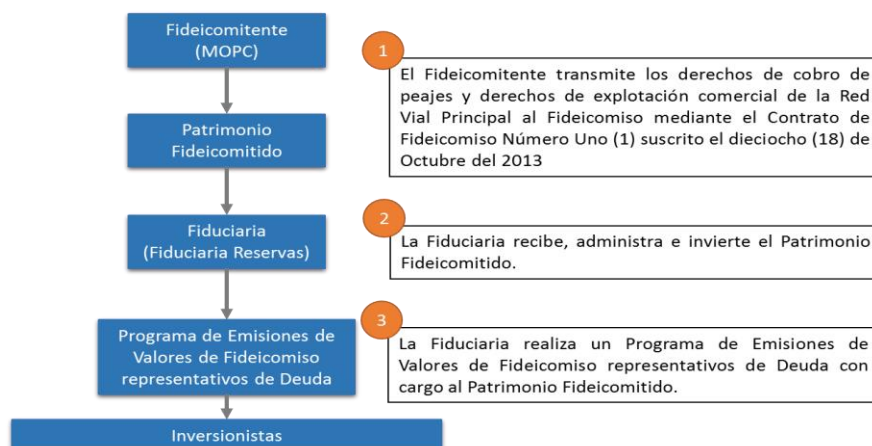 Fideicomitente
(MOPC)
1
El Fideicomitente transmite los derechos de cobro de
peajes y derechos de explotación comercial de la Red
Vial Principal al Fideicomiso mediante el Contrato de
Fideicomiso Número Uno (1) suscrito el dieciocho (18) de
Octubre del 2013
Patrimonio
Fideicomitido
2
Fiduciaria
(Fiduciaria Reservas)
La Fiduciaria recibe, administra e invierte el Patrimonio
Fideicomitido.
3
Programa de Emisiones de
Valores de Fideicomiso
representativos de Deuda
La Fiduciaria realiza un Programa de Emisiones de
Valores de Fideicomiso representativos de Deuda con
cargo al Patrimonio Fideicomitido.
Inversionistas